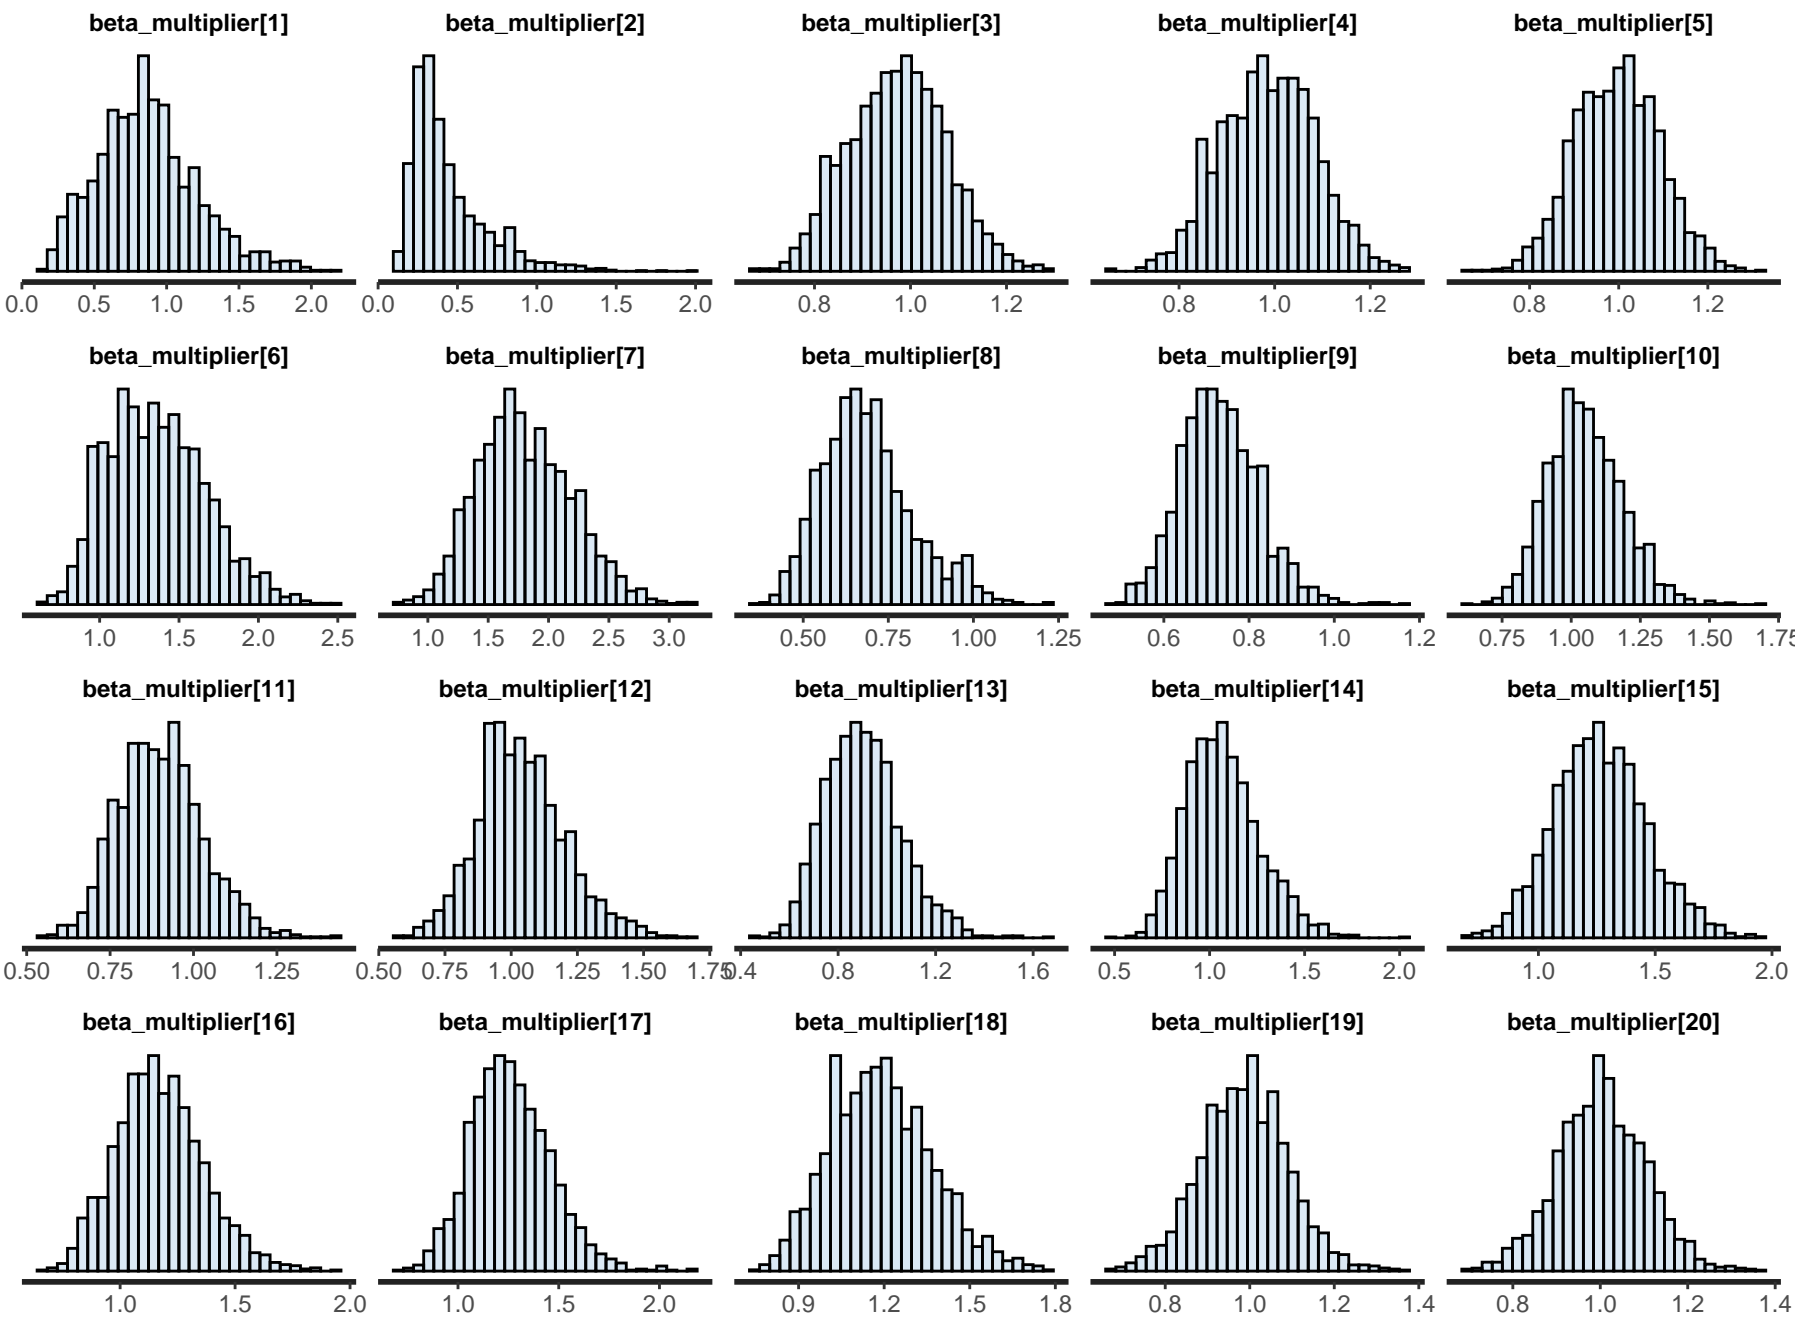 beta_multiplier[1] beta_multiplier[2] beta_multiplier[3] beta_multiplier[4] beta_multiplier[5]
0.0 0.5 1.0 1.5 2.0 0.0 0.5 1.0 1.5 2.0 0.8 1.0 1.2 0.8 1.0 1.2 0.8 1.0 1.2
beta_multiplier[6] beta_multiplier[7] beta_multiplier[8] beta_multiplier[9] beta_multiplier[10]
1.0 1.5 2.0 2.5 1.0 1.5 2.0 2.5 3.0 0.50 0.75 1.00 1.25 0.6 0.8 1.0 1.2 0.75 1.00 1.25 1.50 1.75
beta_multiplier[11] beta_multiplier[12] beta_multiplier[13] beta_multiplier[14] beta_multiplier[15]
0.50 0.75 1.00 1.25 0.50 0.75 1.00 1.25 1.50 1.75 0.4 0.8 1.2 1.6 0.5 1.0 1.5 2.0 1.0 1.5 2.0
beta_multiplier[16] beta_multiplier[17] beta_multiplier[18] beta_multiplier[19] beta_multiplier[20]
1.0 1.5 2.0 1.0 1.5 2.0 0.9 1.2 1.5 1.8 0.8 1.0 1.2 1.4 0.8 1.0 1.2 1.4